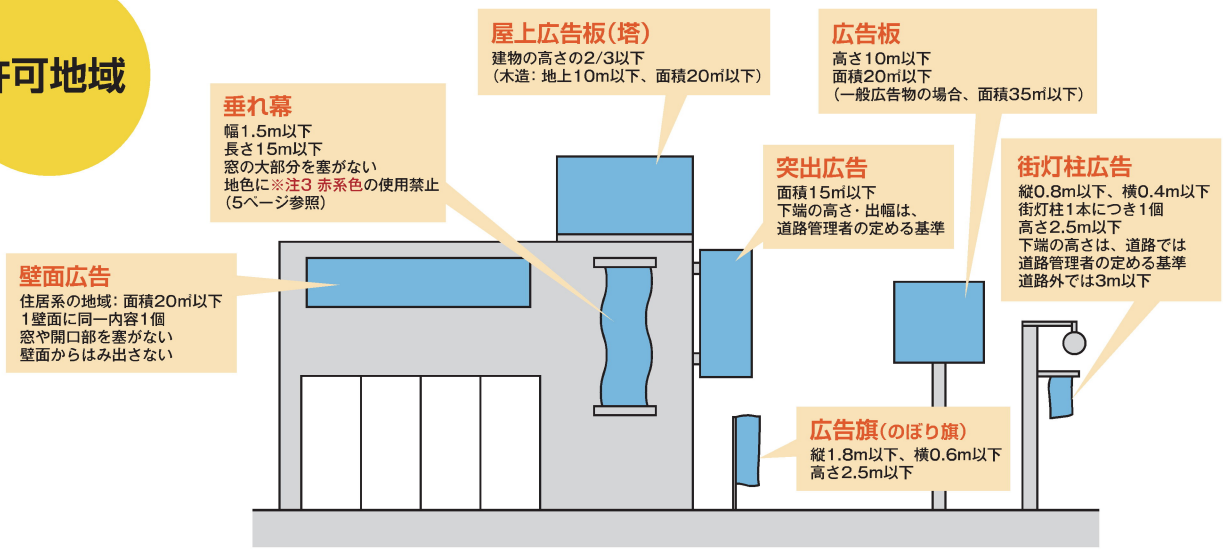 許可地域
屋上広告板(塔)
建物の高さの2/3以下
(木造: 地上10m以下、面積20㎡以下)
広告板
高さ10m以下
面積20㎡以下
(一般広告物の場合、面積35㎡以下)
垂れ幕
幅1.5m以下
長さ15m以下
窓の大部分を塞がない
地色に※注3 赤系色の使用禁止
(5ページ参照)
突出広告
面積15㎡以下
下端の高さ・出幅は、
道路管理者の定める基準
街灯柱広告
縦0.8m以下、横0.4m以下
街灯柱1本につき1個
高さ2.5m以下
下端の高さは、道路では
道路管理者の定める基準
道路外では3m以下
壁面広告
住居系の地域: 面積20㎡以下
1壁面に同一内容1個
窓や開口部を塞がない
壁面からはみ出さない
広告旗(のぼり旗)
縦1.8m以下、横0.6m以下
高さ2.5m以下